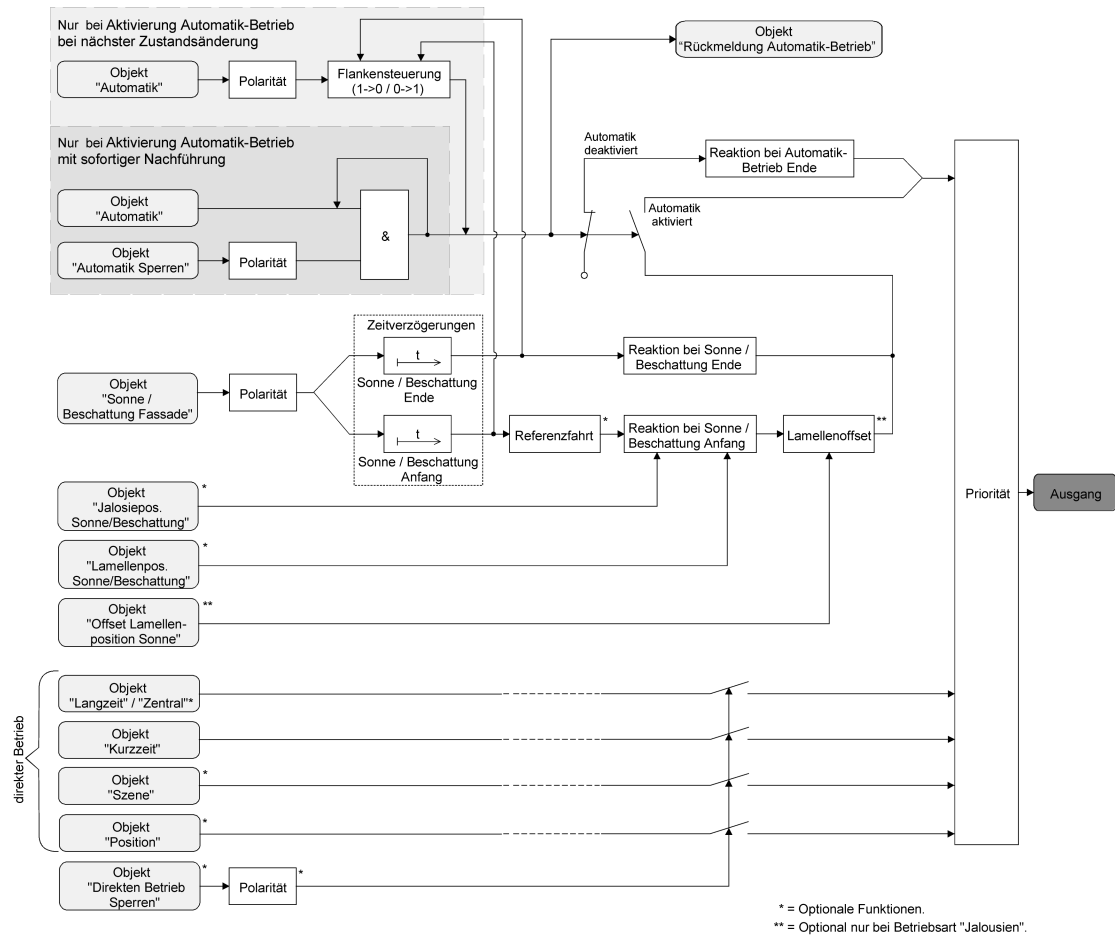 Nur bei Aktivierung Automatik-Betrieb
bei nächster Zustandsänderung
Objekt
"Automatik"
Polarität
Flankensteuerung
(1->0 / 0->1)
Objekt
"Rückmeldung Automatik-Betrieb"
Nur bei Aktivierung Automatik-Betrieb
mit sofortiger Nachführung
Objekt
"Automatik"
Objekt
"Automatik Sperren"
Polarität
&
Automatik
deaktiviert
Reaktion bei Automatik-
Betrieb Ende
Automatik
aktiviert
Zeitverzögerungen
t
Sonne / Beschattung
Ende
t
Sonne / Beschattung
Anfang
Objekt
"Sonne /
Beschattung Fassade"
Polarität
Reaktion bei Sonne /
Beschattung Ende
Referenzfahrt
*
Reaktion bei Sonne /
Beschattung Anfang
Lamellenoffset
**
Objekt
"Jalosiepos.
Sonne/Beschattung"
*
Objekt
"Lamellenpos.
Sonne/Beschattung"
*
Objekt
"Offset Lamellen-
position Sonne"
**
Priorität
Ausgang
direkter Betrieb
Objekt
"Langzeit" / "Zentral"*
Objekt
"Kurzzeit"
Objekt
"Szene"
*
Objekt
"Position"
*
Objekt
"Direkten Betrieb
Sperren"
*
Polarität
*
* = Optionale Funktionen.
** = Optional nur bei Betriebsart "Jalousien".